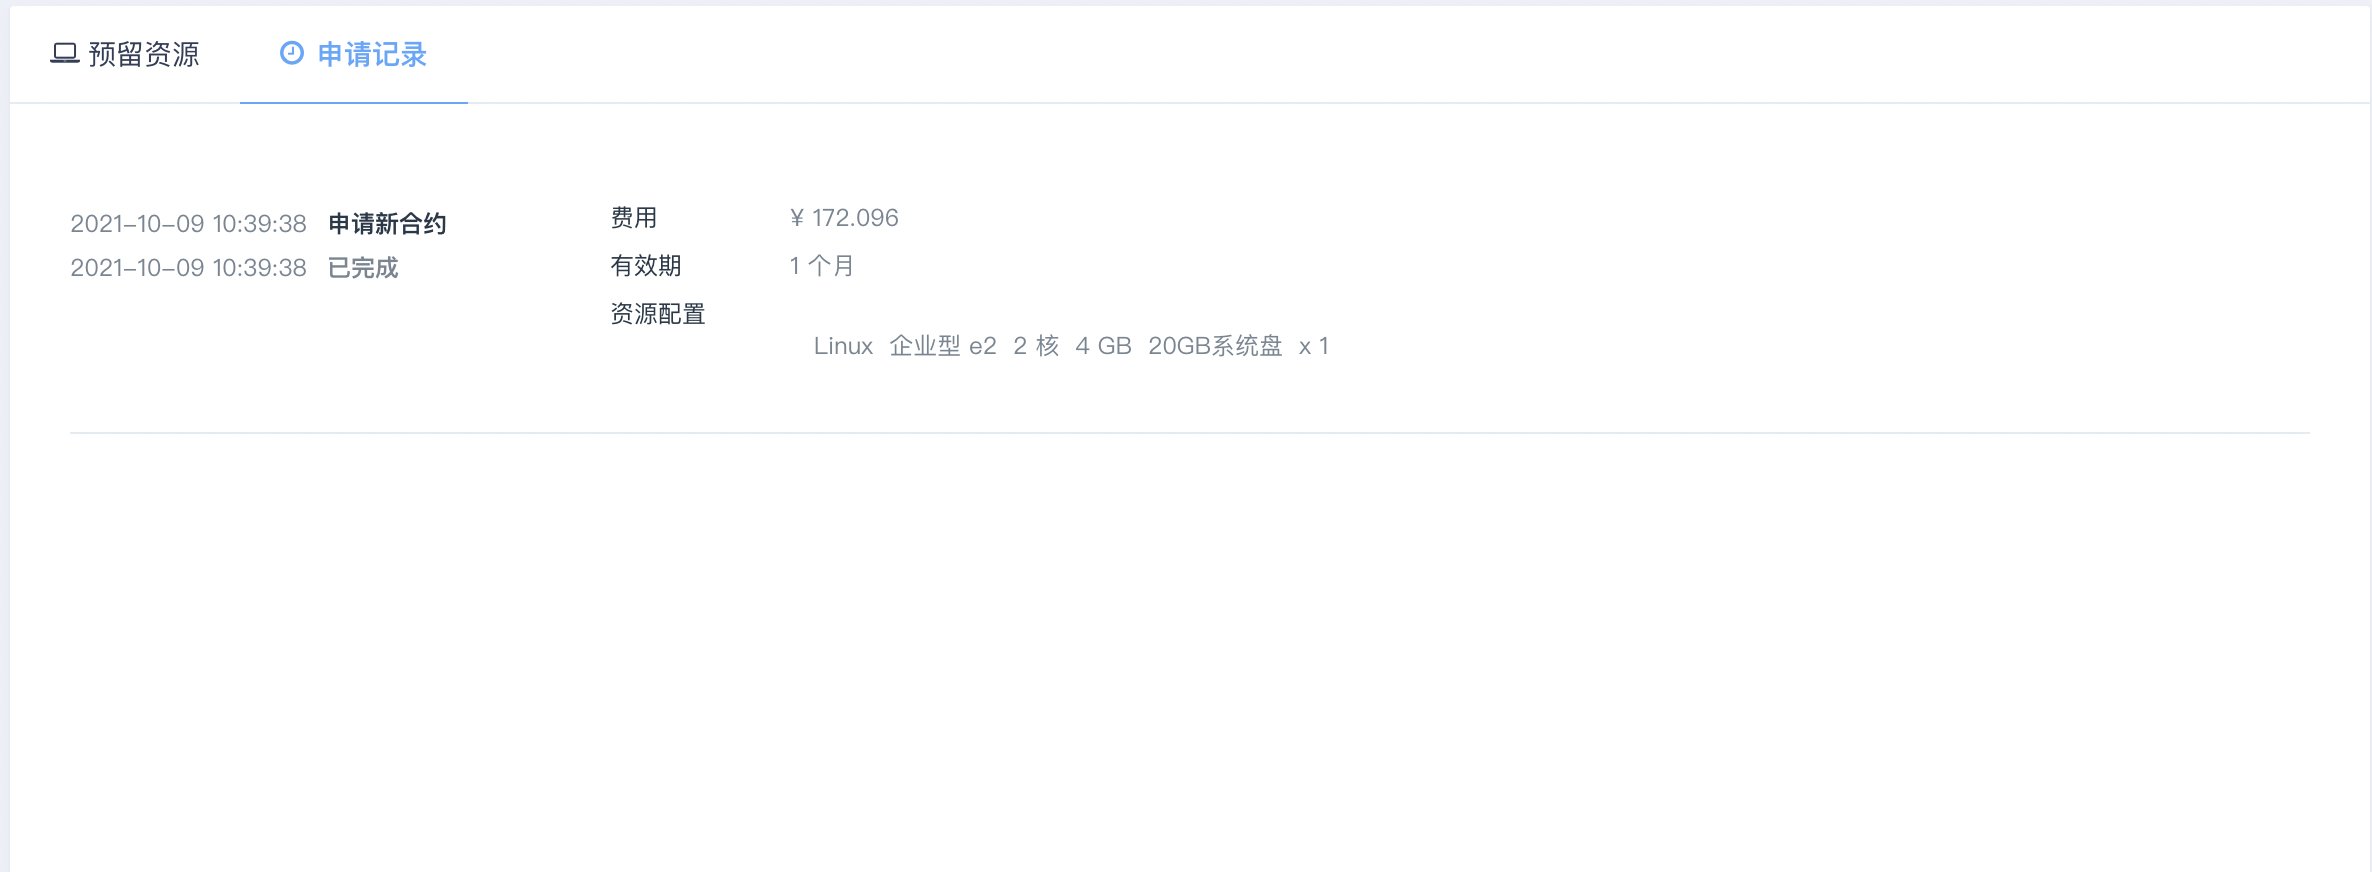 预留资源 申请记录
2021-10-09 10:39:38 申请新合约
2021-10-09 10:39:38 已完成
费用 ¥ 172.096
有效期 1 个月
资源配置
Linux 企业型 e2 2 核 4 GB 20GB系统盘 x 1